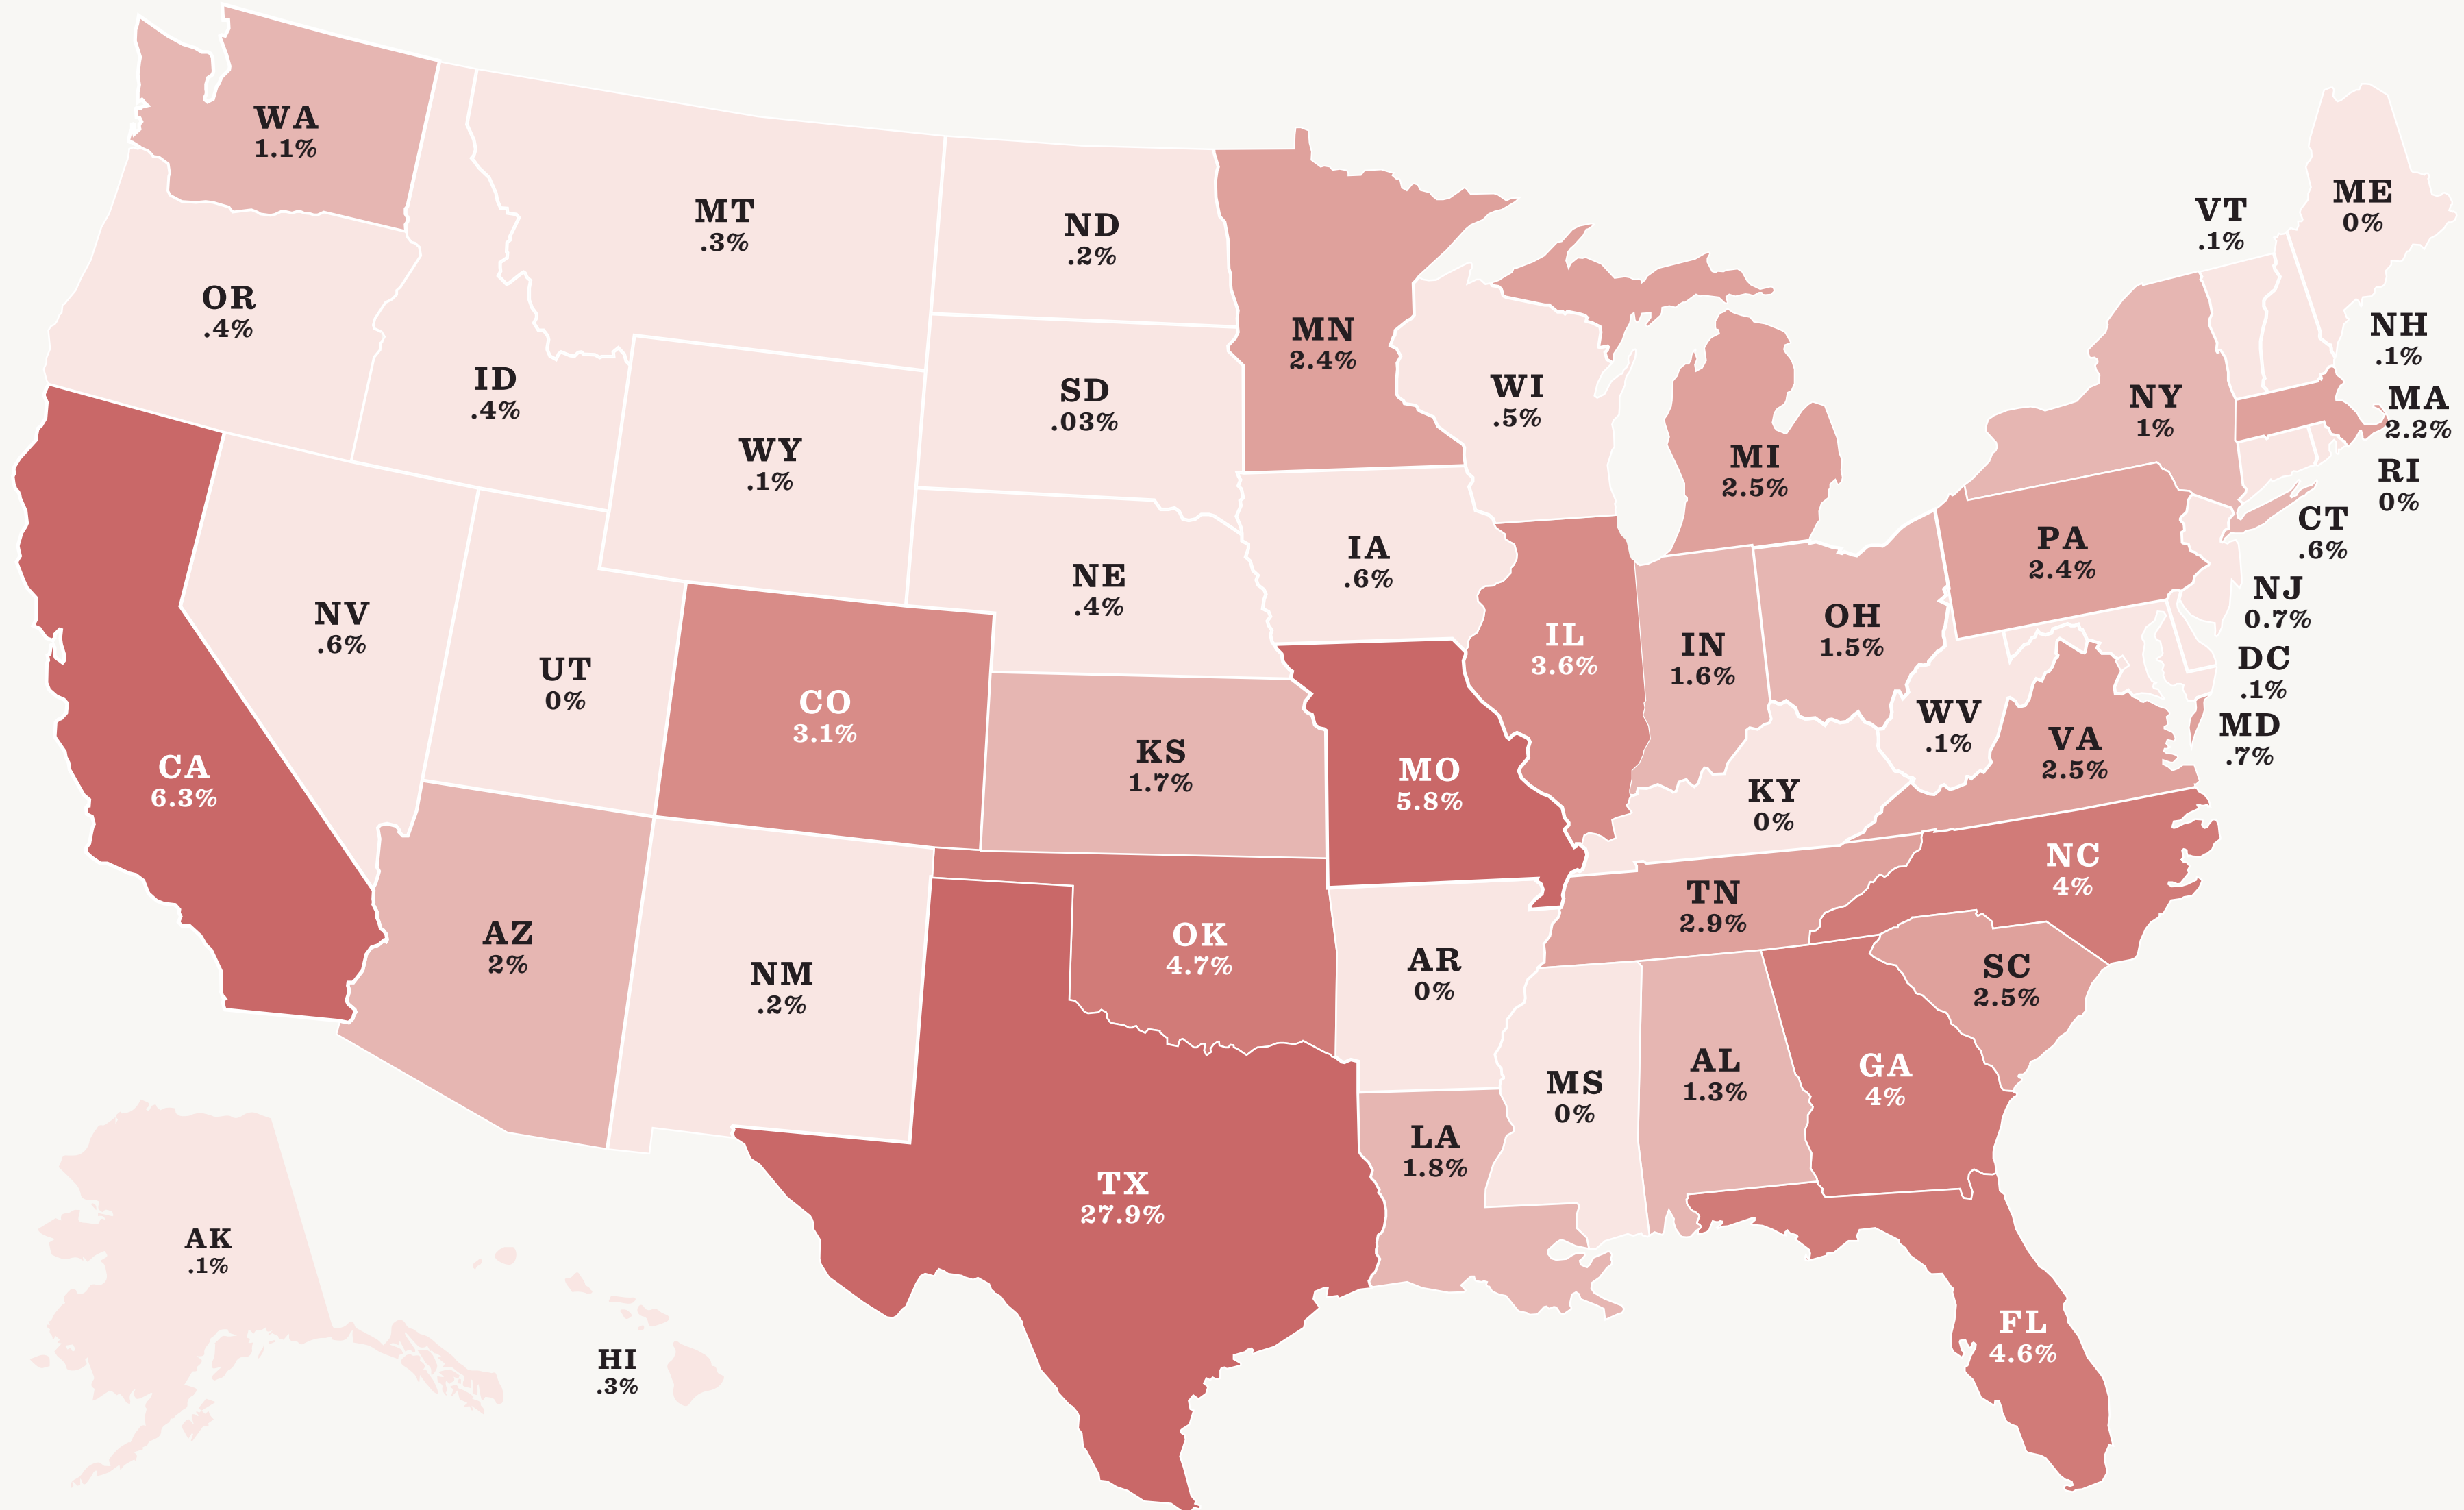 WA
1.1%
MT
.3%
ND
.2%
MN
2.4%
OR
.4%
ID
.4%
WY
.1%
SD
.03%
WI
.5%
MI
2.5%
VT
.1%
ME
0%
NH
.1%
NY
1%
MA
2.2%
RI
0%
CT
.6%
PA
2.4%
NJ
0.7%
DC
.1%
MD
.7%
NV
.6%
UT
0%
CO
3.1%
NE
.4%
IA
.6%
IL
3.6%
IN
1.6%
OH
1.5%
WV
.1%
VA
2.5%
CA
6.3%
KS
1.7%
MO
5.8%
KY
0%
NC
4%
TN
2.9%
SC
2.5%
AZ
2%
NM
.2%
OK
4.7%
AR
0%
MS
0%
AL
1.3%
GA
4%
LA
1.8%
TX
27.9%
FL
4.6%
AK
.1%
HI
.3%